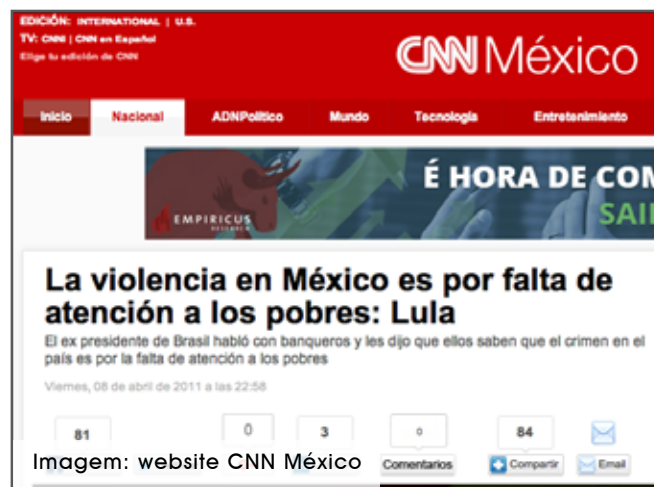 EDICIÓN: INTERNATIONAL | U.S.
TV: CNNi | CNN en Español
Elige tu edición de CNN
CNN México
Inicio Nacional ADNPolítico Mundo Tecnología Entretenimiento
É HORA DE COM
SAI
EMPIRICUS
RESEARCH
La violencia en México es por falta de
atención a los pobres: Lula
El ex presidente de Brasil habló con banqueros y les dijo que ellos saben que el crimen en el
país es por la falta de atención a los pobres
Viernes, 08 de abril de 2011 a las 22:58
81 0 3 0 84
Imagem: website CNN México Comentarios Compartir Email